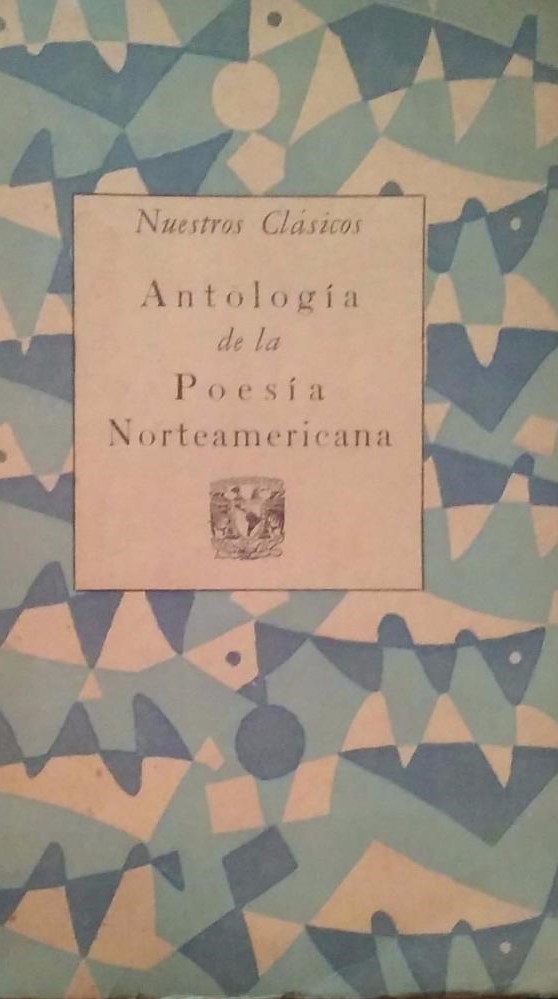 Nuestros Clásicos
Antología
de la
Poesía
Norteamericana